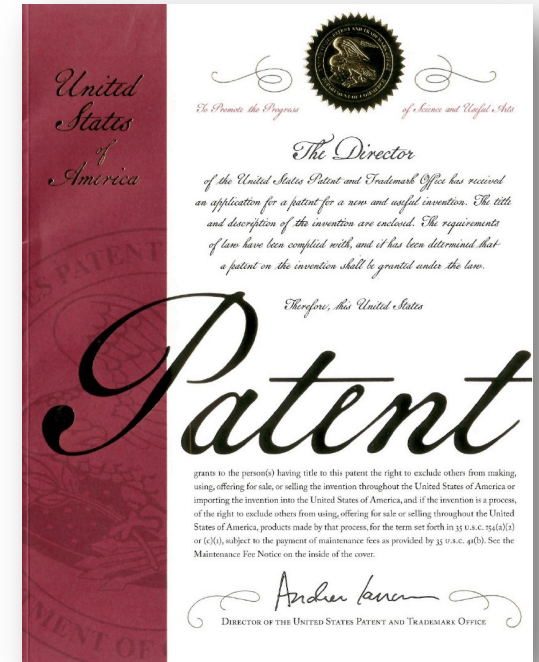 United
States
of
America
To Promote the Progress
of Science and Useful Arts
The Director
of the United States Patent and Trademark Office has received
an application for a patent for a new and useful invention. The title
and description of the invention are enclosed. The requirements
of law have been complied with, and it has been determined that
a patent on the invention shall be granted under the law.
Therefore, this United States
Patent
grants to the person(s) having title to this patent the right to exclude others from making,
using, offering for sale, or selling the invention throughout the United States of America or
importing the invention into the United States of America, and if the invention is a process,
of the right to exclude others from using, offering for sale or selling throughout the United
States of America, products made by that process, for the term set forth in 35 U.S.C. 154(a)(2)
or (c)(1), subject to the payment of maintenance fees as provided by 35 U.S.C. 41(b). See the
Maintenance Fee Notice on the inside of the cover.
DIRECTOR OF THE UNITED STATES PATENT AND TRADEMARK OFFICE